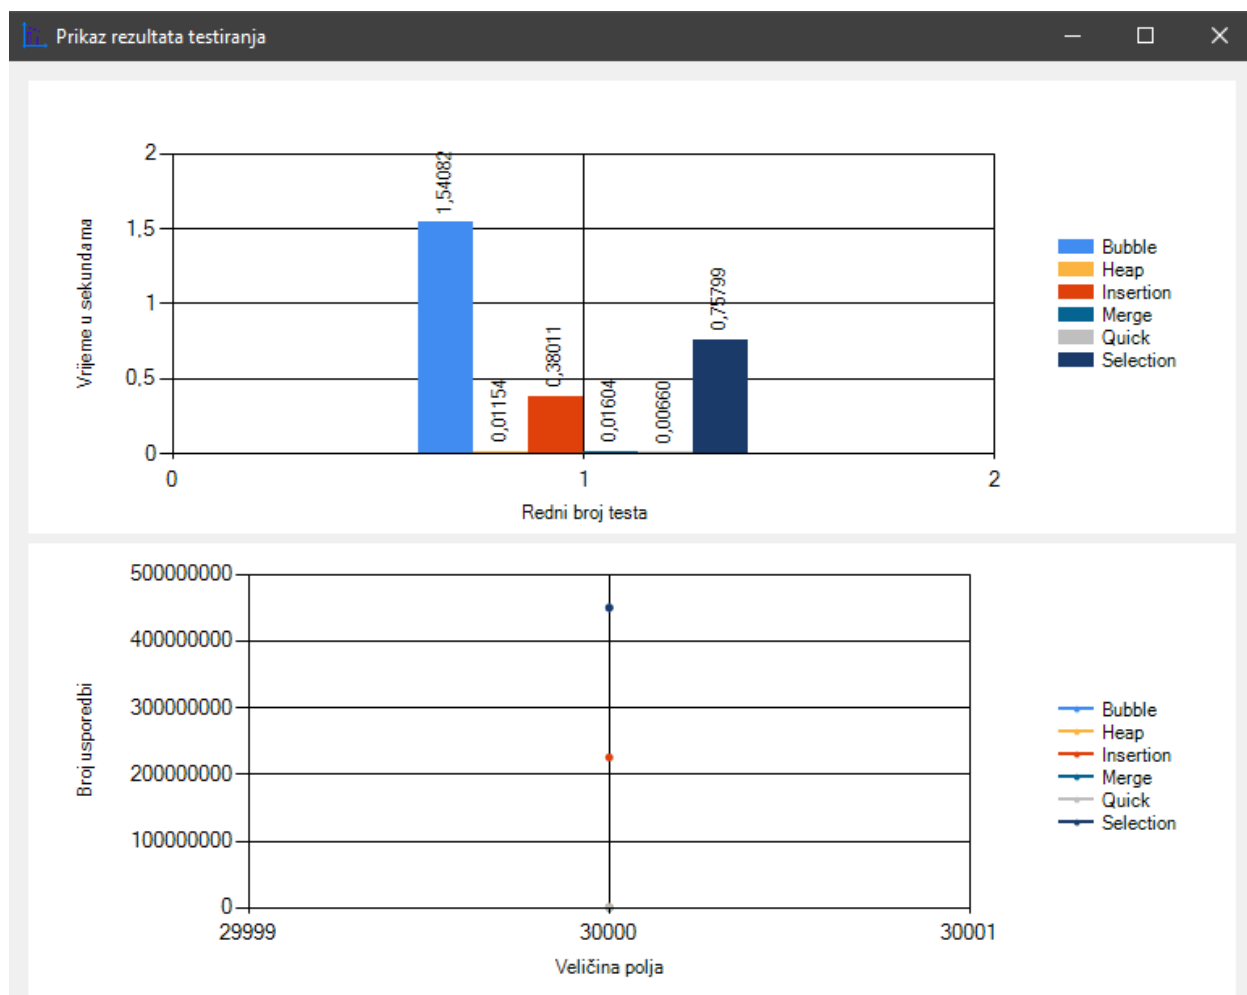 Prikaz rezultata testiranja
2
1,5
1
0,5
0
Vrijeme u sekundama
1,54082
0,01154
0,38011
0,01604
0,00660
0,75799
0 1 2
Redni broj testa
Bubble
Heap
Insertion
Merge
Quick
Selection
500000000
400000000
300000000
200000000
100000000
0
Broj usporedbi
29999 30000 30001
Veličina polja
Bubble
Heap
Insertion
Merge
Quick
Selection